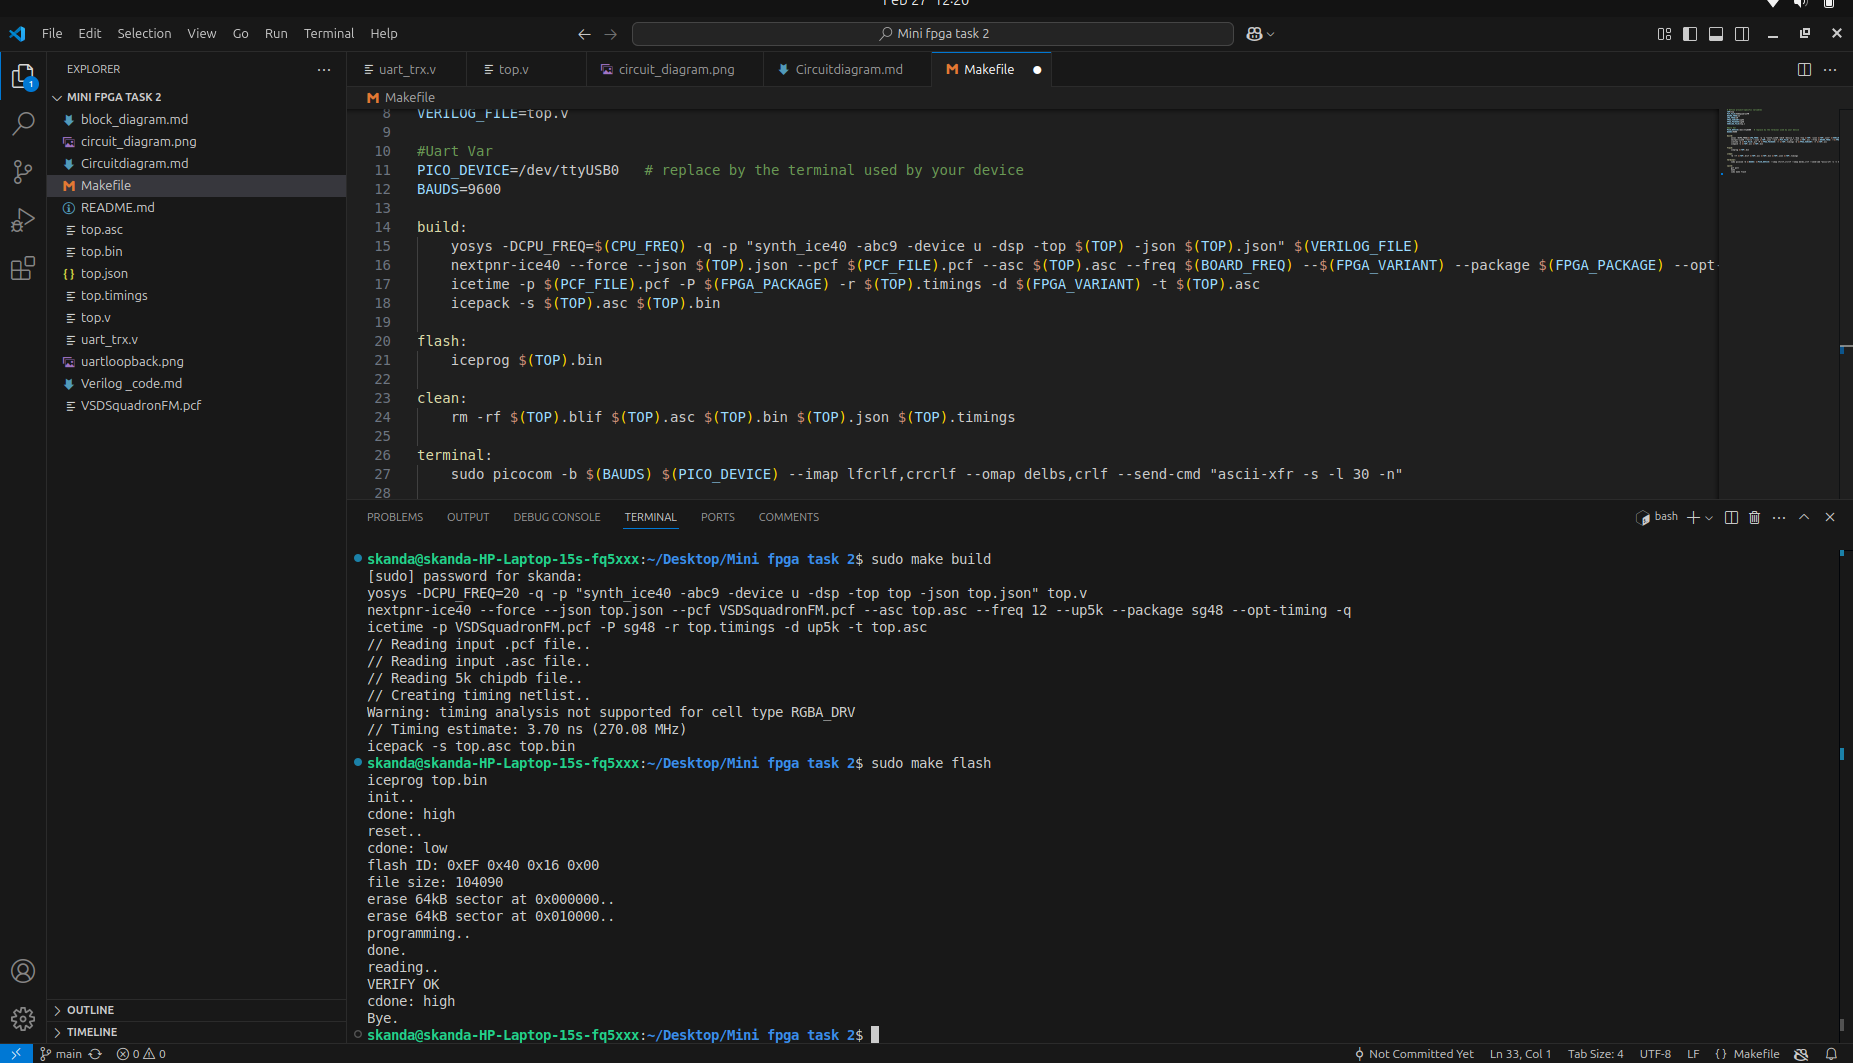 Feb 27 12:20
File Edit Selection View Go Run Terminal Help
Mini fpga task 2
EXPLORER
uart_trx.v
top.v
circuit_diagram.png
Circuitdiagram.md
Makefile
MINI FPGA TASK 2
block_diagram.md
circuit_diagram.png
Circuitdiagram.md
Makefile
README.md
top.asc
top.bin
top.json
top.timings
top.v
uart_trx.v
uartloopback.png
Verilog _code.md
VSDSquadronFM.pcf
OUTLINE
TIMELINE
Makefile
8 VERILOG_FILE=top.v
9
10 #Uart Var
11 PICO_DEVICE=/dev/ttyUSB0 # replace by the terminal used by your device
12 BAUDS=9600
13
14 build:
15 yosys -DCPU_FREQ=$(CPU_FREQ) -q -p "synth_ice40 -abc9 -device u -dsp -top $(TOP) -json $(TOP).json" $(VERILOG_FILE)
16 nextpnr-ice40 --force --json $(TOP).json --pcf $(PCF_FILE).pcf --asc $(TOP).asc --freq $(BOARD_FREQ) --$(FPGA_VARIANT) --package $(FPGA_PACKAGE) --opt-
17 icetime -p $(PCF_FILE).pcf -P $(FPGA_PACKAGE) -r $(TOP).timings -d $(FPGA_VARIANT) -t $(TOP).asc
18 icepack -s $(TOP).asc $(TOP).bin
19
20 flash:
21 iceprog $(TOP).bin
22
23 clean:
24 rm -rf $(TOP).blif $(TOP).asc $(TOP).bin $(TOP).json $(TOP).timings
25
26 terminal:
27 sudo picocom -b $(BAUDS) $(PICO_DEVICE) --imap lfcrlf,crcrlf --omap delbs,crlf --send-cmd "ascii-xfr -s -l 30 -n"
28
PROBLEMS OUTPUT DEBUG CONSOLE TERMINAL PORTS COMMENTS
bash
skanda@skanda-HP-Laptop-15s-fq5xxx:~/Desktop/Mini fpga task 2$ sudo make build
[sudo] password for skanda:
yosys -DCPU_FREQ=20 -q -p "synth_ice40 -abc9 -device u -dsp -top top -json top.json" top.v
nextpnr-ice40 --force --json top.json --pcf VSDSquadronFM.pcf --asc top.asc --freq 12 --up5k --package sg48 --opt-timing -q
icetime -p VSDSquadronFM.pcf -P sg48 -r top.timings -d up5k -t top.asc
// Reading input .pcf file..
// Reading input .asc file..
// Reading 5k chipdb file..
// Creating timing netlist..
Warning: timing analysis not supported for cell type RGBA_DRV
// Timing estimate: 3.70 ns (270.08 MHz)
icepack -s top.asc top.bin
skanda@skanda-HP-Laptop-15s-fq5xxx:~/Desktop/Mini fpga task 2$ sudo make flash
iceprog top.bin
init..
cdone: high
reset..
cdone: low
flash ID: 0xEF 0x40 0x16 0x00
file size: 104090
erase 64kB sector at 0x000000..
erase 64kB sector at 0x010000..
programming..
done.
reading..
VERIFY OK
cdone: high
Bye.
skanda@skanda-HP-Laptop-15s-fq5xxx:~/Desktop/Mini fpga task 2$
main 0 0 Not Committed Yet Ln 33, Col 1 Tab Size: 4 UTF-8 LF {} Makefile